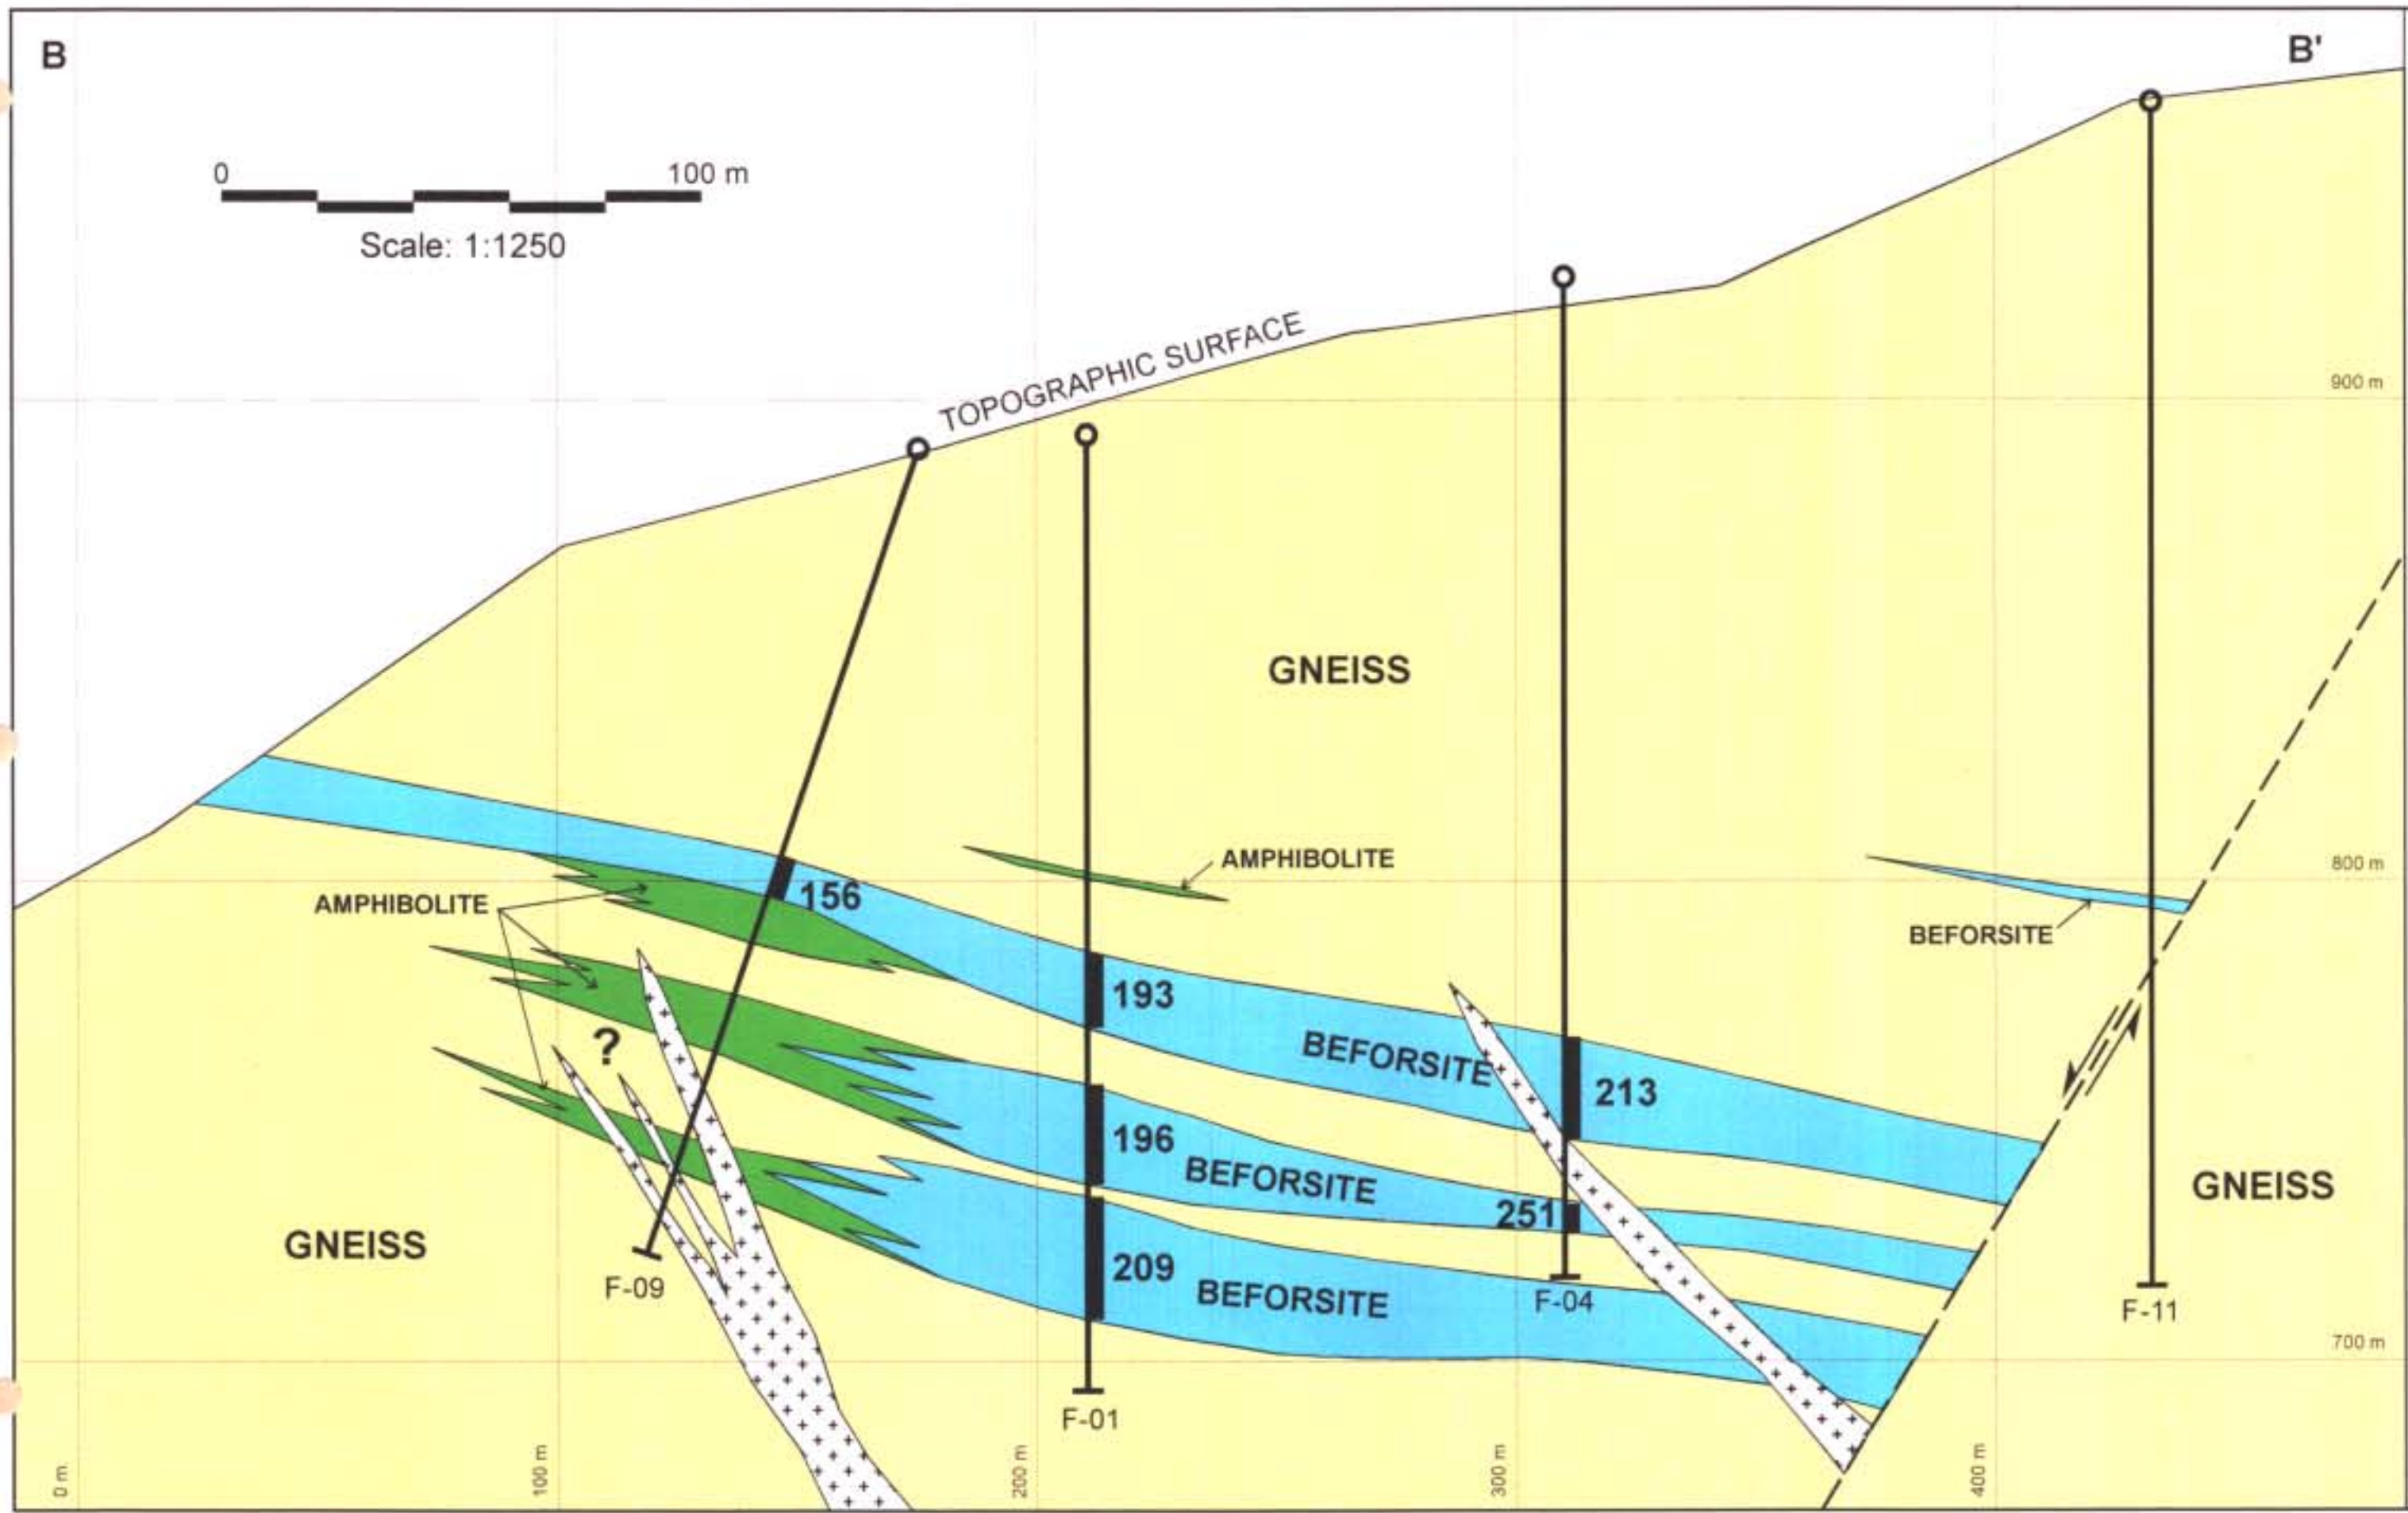 B
B'
0
100 m
Scale: 1:1250
TOPOGRAPHIC SURFACE
900 m
GNEISS
AMPHIBOLITE
800 m
156
AMPHIBOLITE
BEFORSITE
193
?
BEFORSITE
213
196
BEFORSITE
251
GNEISS
GNEISS
209
BEFORSITE
F-09
F-04
F-11
700 m
F-01
0 m
100 m
200 m
300 m
400 m